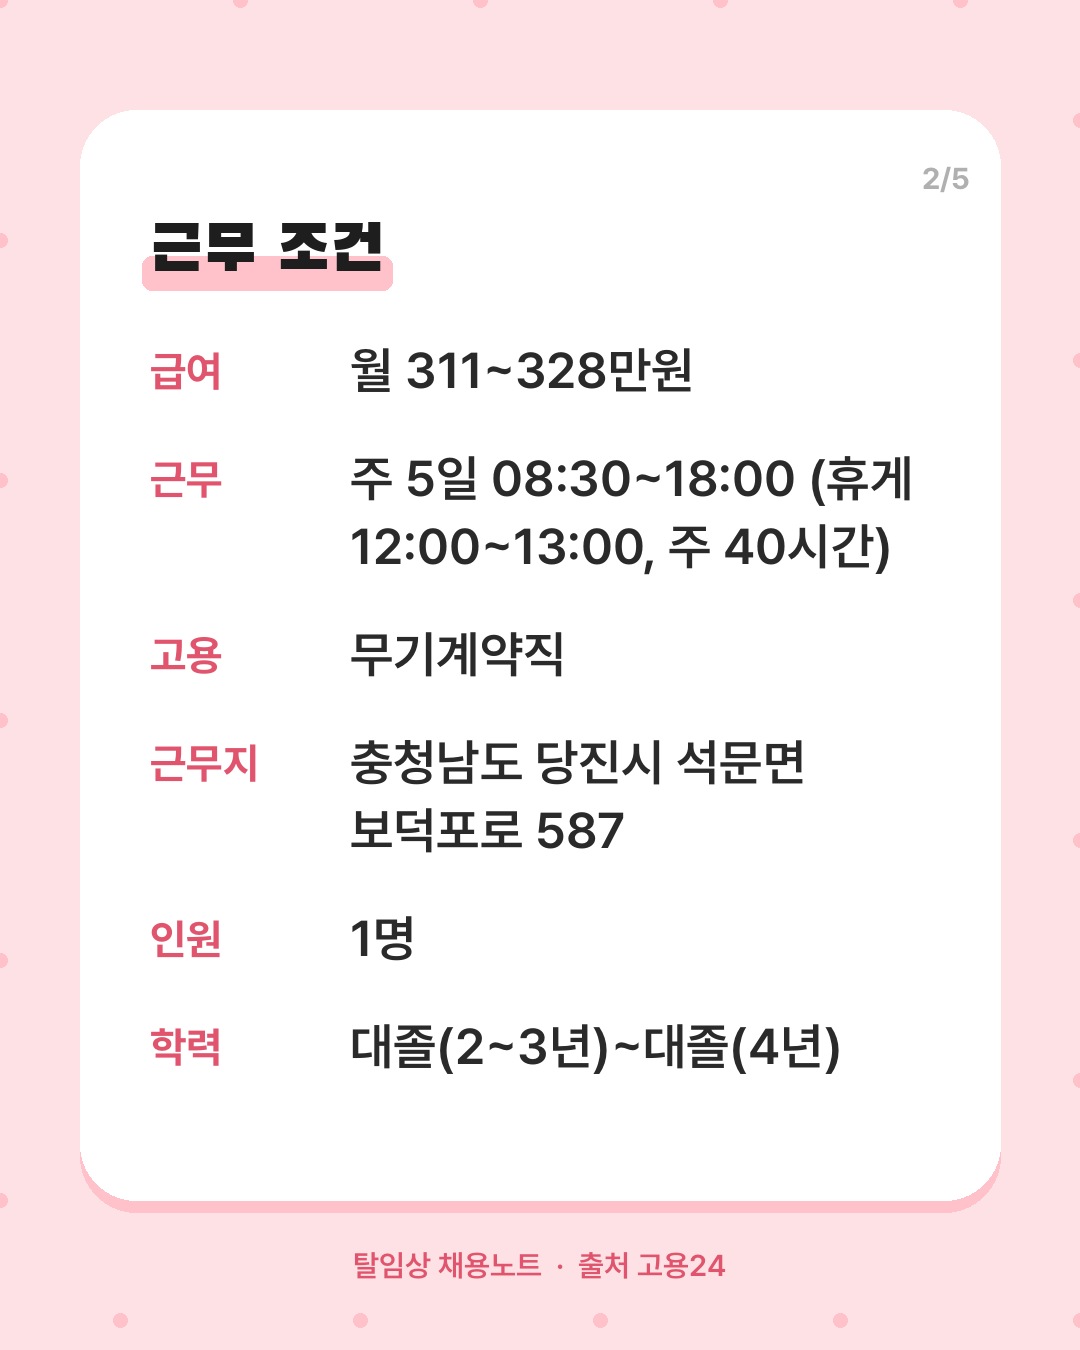 2/5
근무 조건
급여 월 311~328만원
근무 주 5일 08:30~18:00 (휴게
12:00~13:00, 주 40시간)
고용 무기계약직
근무지 충청남도 당진시 석문면
보덕포로 587
인원 1명
학력 대졸(2~3년)~대졸(4년)
탈임상 채용노트 · 출처 고용24